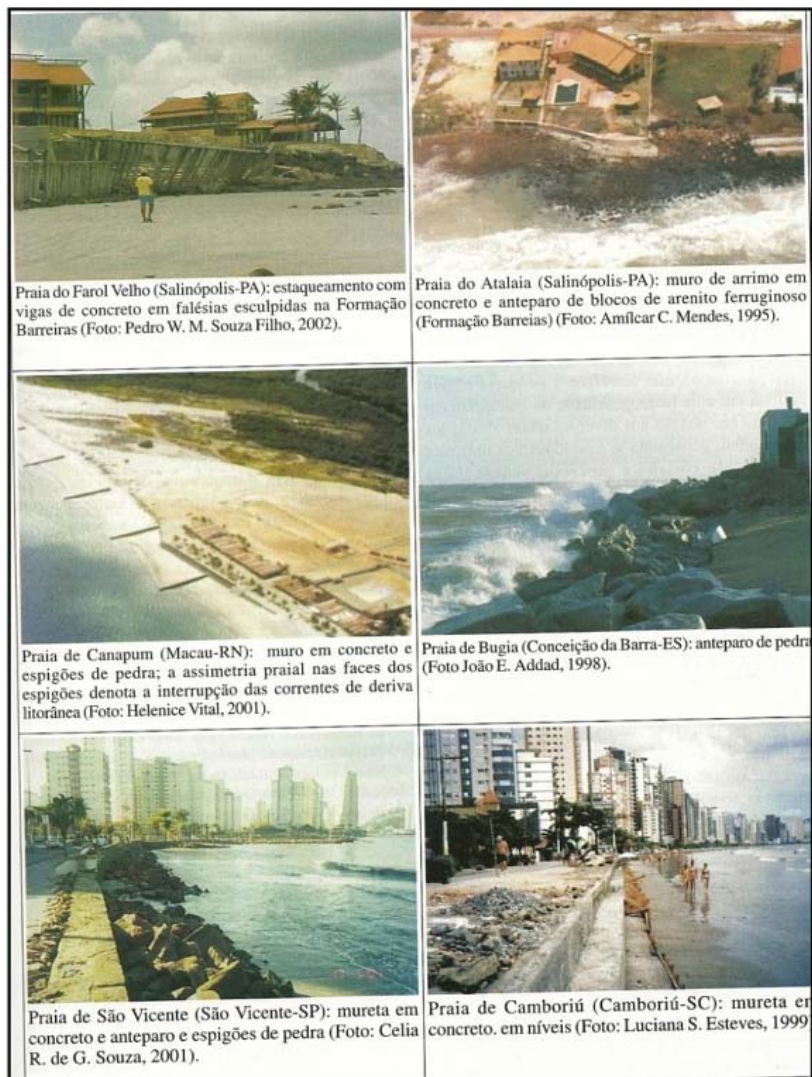 Praia do Farol Velho (Salinópolis-PA): estaqueamento com
vigas de concreto em falésias esculpidas na Formação
Barreiras (Foto: Pedro W. M. Souza Filho, 2002).
Praia do Atalaia (Salinópolis-PA): muro de arrimo em
concreto e anteparo de blocos de arenito ferruginoso
(Formação Barreias) (Foto: Amílcar C. Mendes, 1995).
Praia de Canapum (Macau-RN): muro em concreto e
espigões de pedra; a assimetria praial nas faces dos
espigões denota a interrupção das correntes de deriva
litorânea (Foto: Helenice Vital, 2001).
Praia de Bugia (Conceição da Barra-ES): anteparo de pedra
(Foto João E. Addad, 1998).
Praia de São Vicente (São Vicente-SP): mureta em
concreto e anteparo e espigões de pedra (Foto: Celia
R. de G. Souza, 2001).
Praia de Camboriú (Camboriú-SC): mureta em
concreto. em níveis (Foto: Luciana S. Esteves, 1999